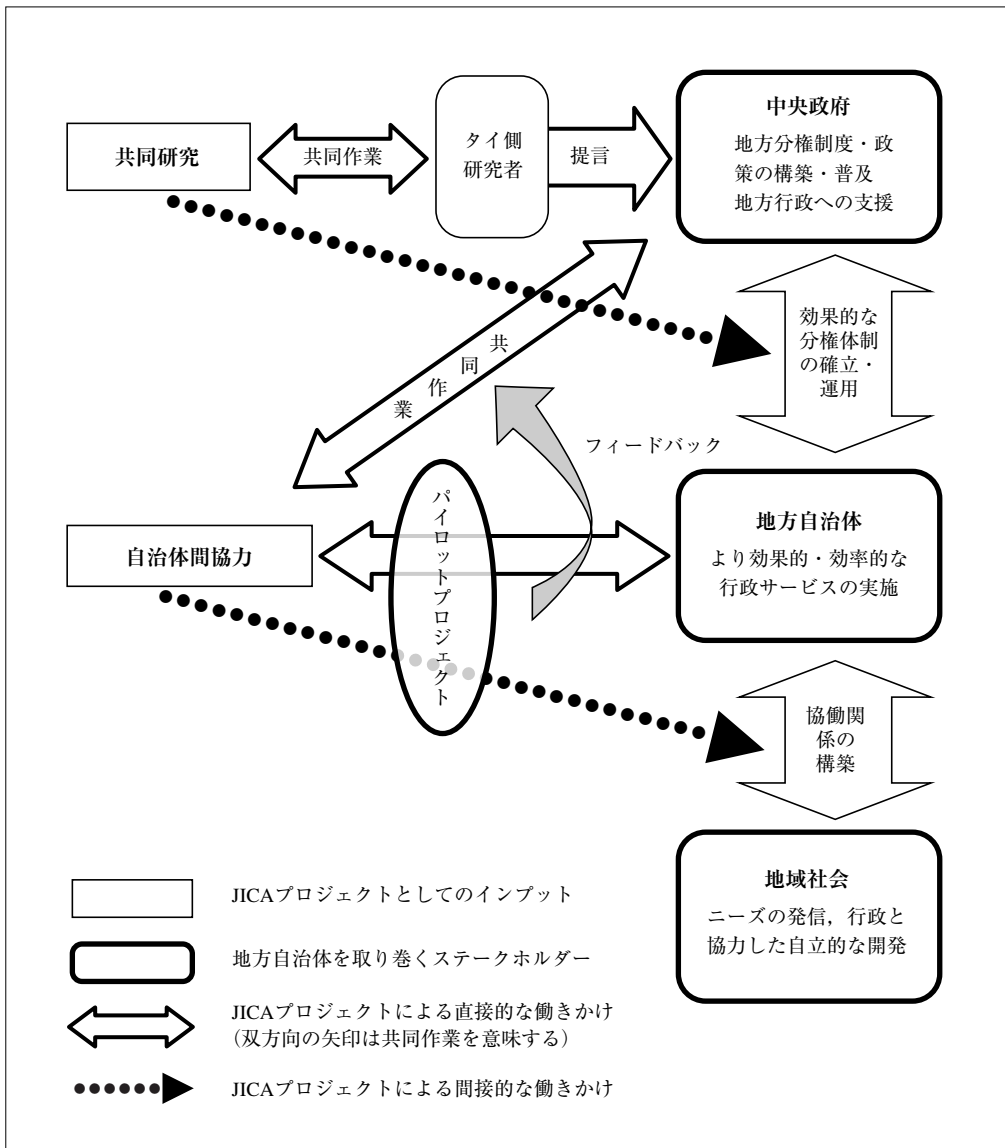 共同研究
共同作業
タイ側
研究者
提言
中央政府
地方分権制度・政
策の構築・普及
地方行政への支援
効果的な
分権体制
の確立・
運用
共同作業
フィードバック
自治体間協力
パイロットプロジェクト
地方自治体
より効果的・効率的な
行政サービスの実施
協働関
係の
構築
地域社会
ニーズの発信，行政と
協力した自立的な開発
JICAプロジェクトとしてのインプット
地方自治体を取り巻くステークホルダー
JICAプロジェクトによる直接的な働きかけ
（双方向の矢印は共同作業を意味する）
JICAプロジェクトによる間接的な働きかけ